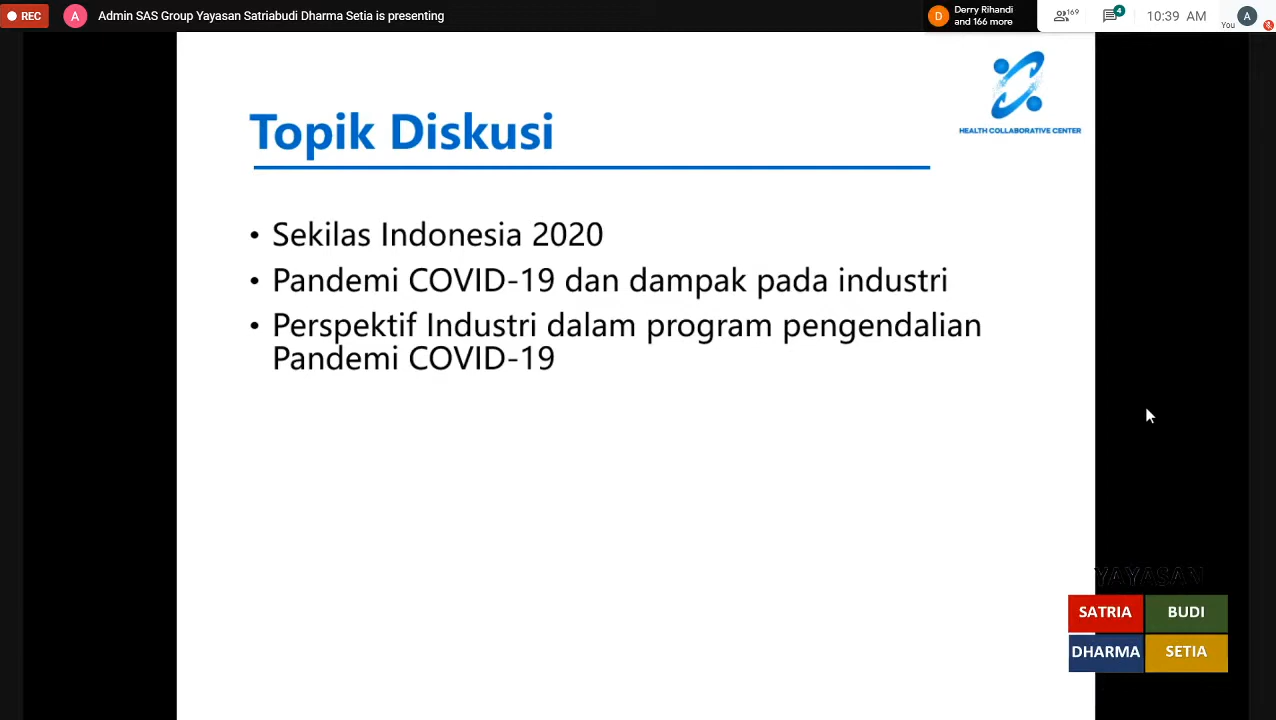 REC
A
Admin SAS Group Yayasan Satriabudi Dharma Setia is presenting
D
Derry Rihandi
and 166 more
169
4
10:39 AM
You
A
HEALTH COLLABORATIVE CENTER
Topik Diskusi
• Sekilas Indonesia 2020
• Pandemi COVID-19 dan dampak pada industri
• Perspektif Industri dalam program pengendalian
Pandemi COVID-19
YAYASAN
SATRIA BUDI
DHARMA SETIA